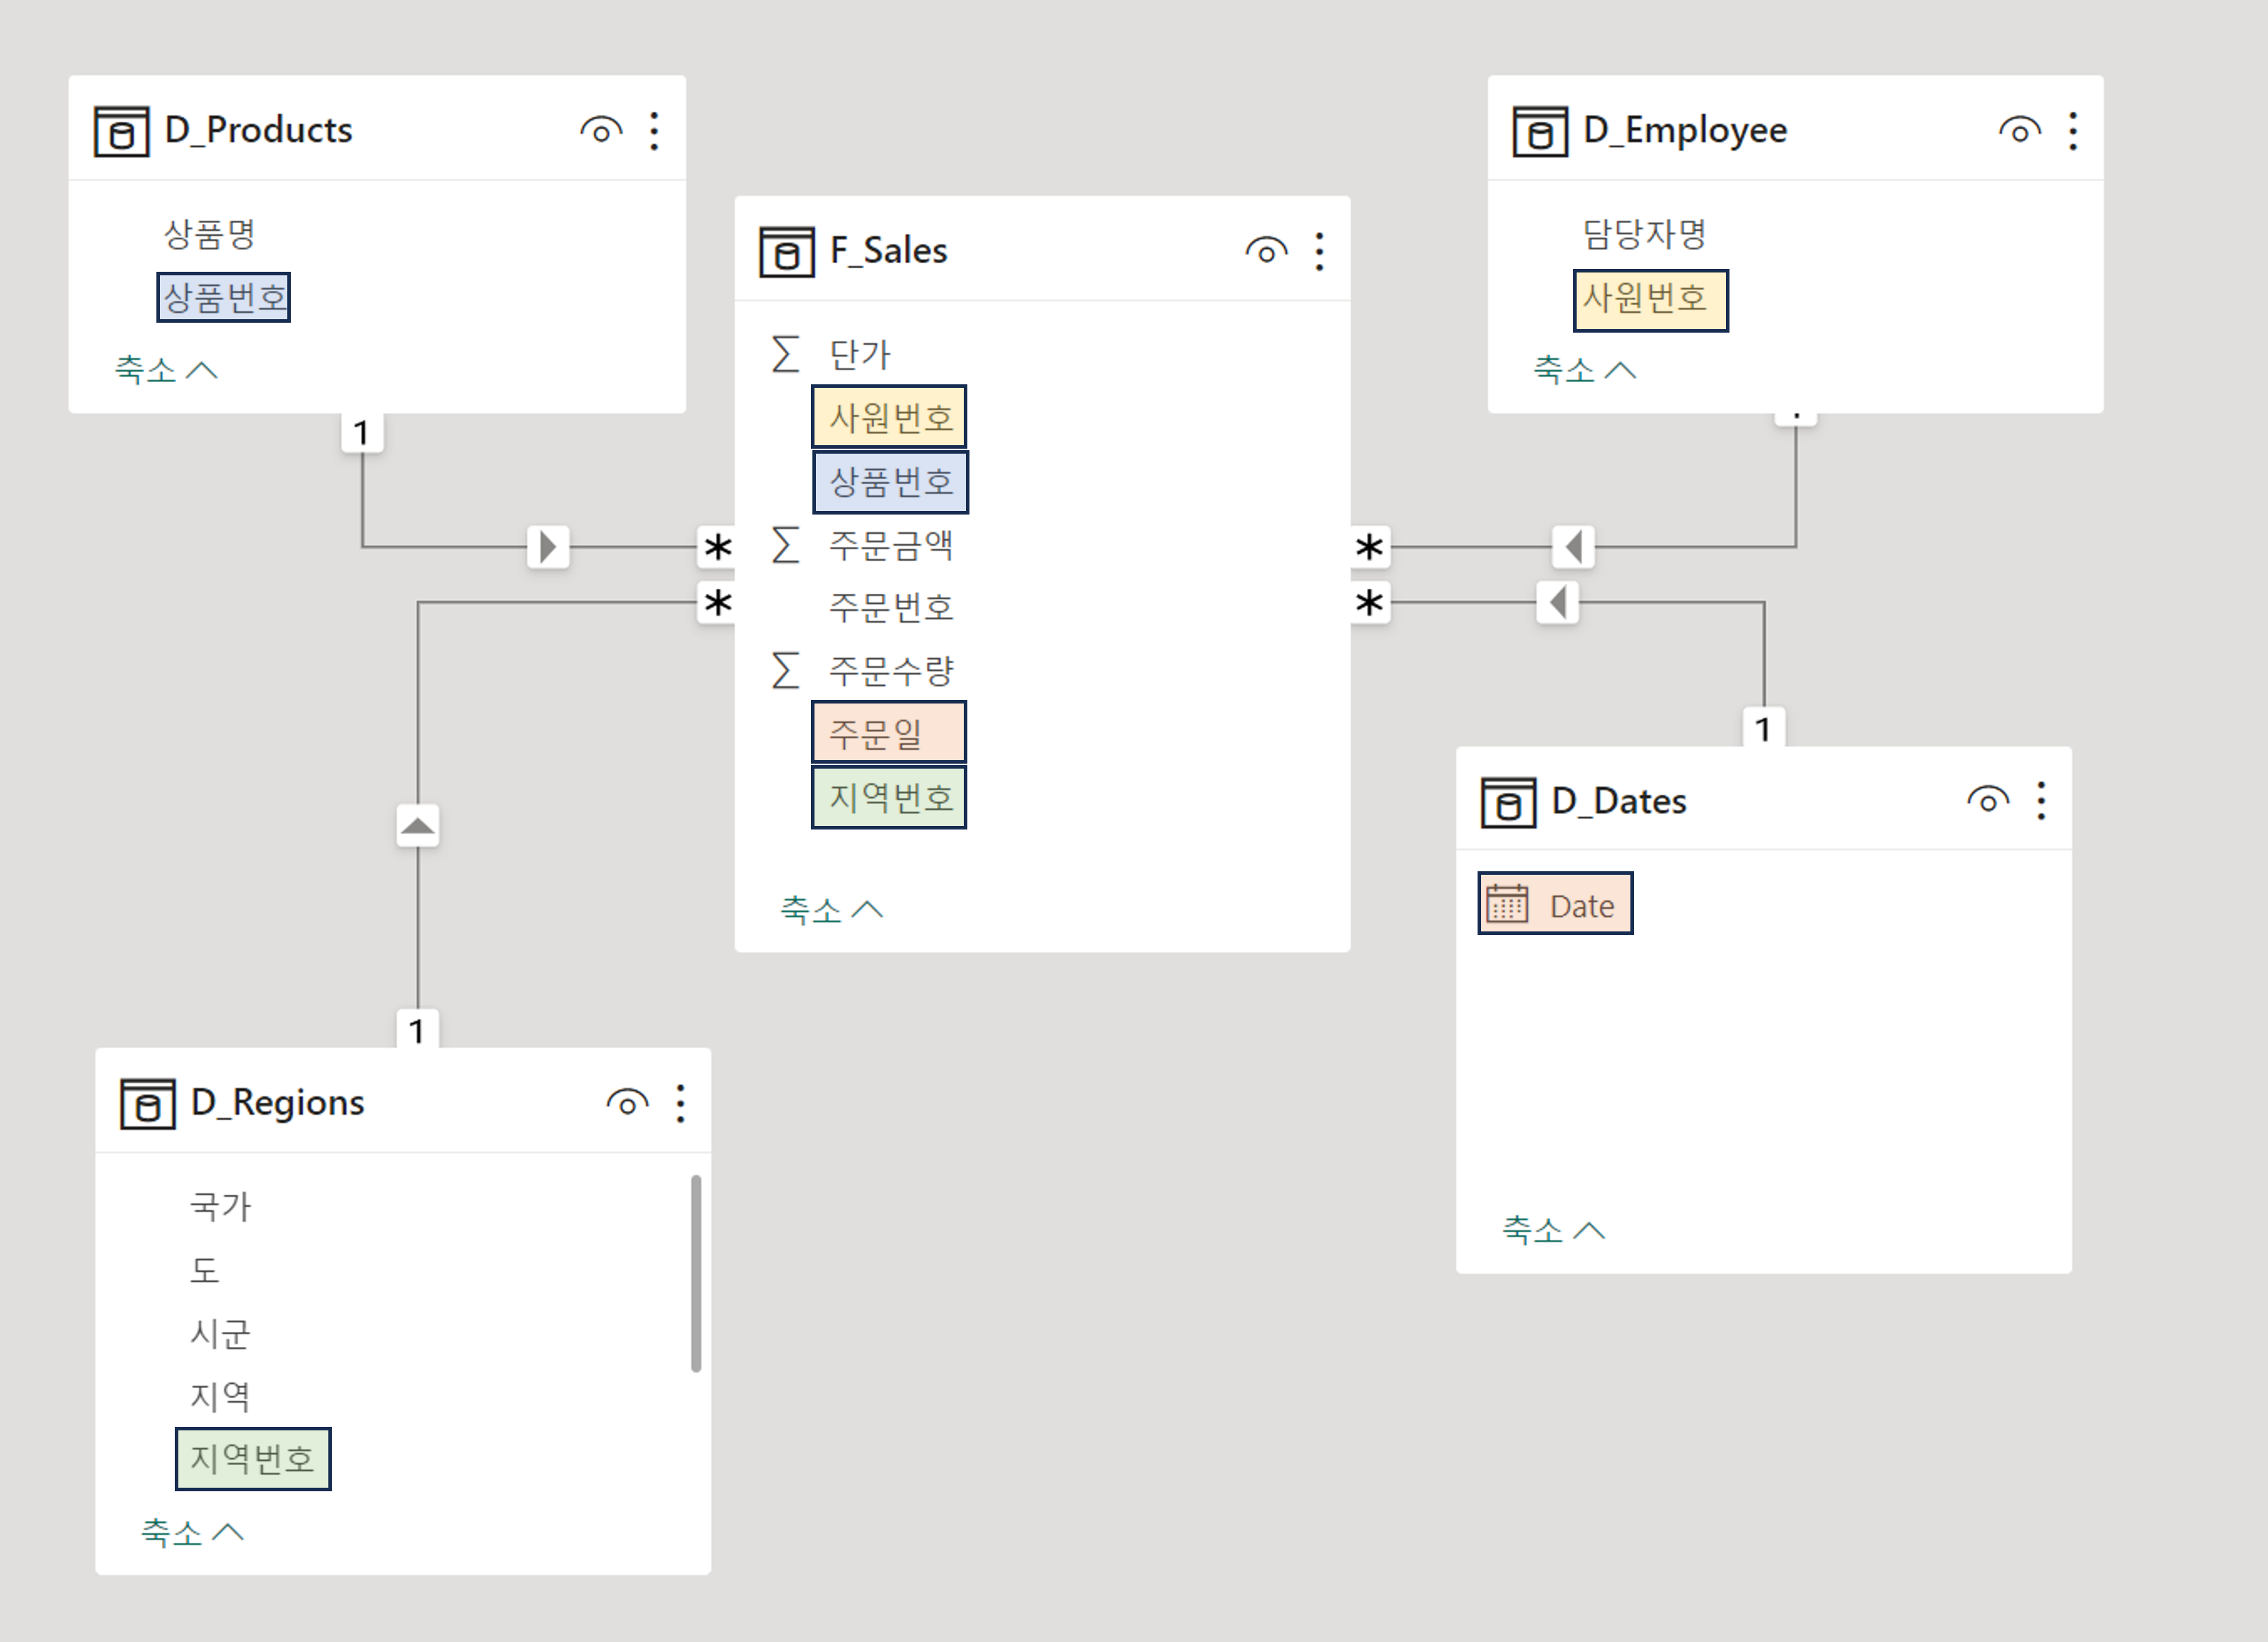 D_Products
상품명
상품번호
축소
1
*
*
F_Sales
∑ 단가
사원번호
상품번호
∑ 주문금액
주문번호
∑ 주문수량
주문일
지역번호
축소
D_Employee
담당자명
사원번호
축소
*
*
1
D_Dates
Date
축소
1
D_Regions
국가
도
시군
지역
지역번호
축소